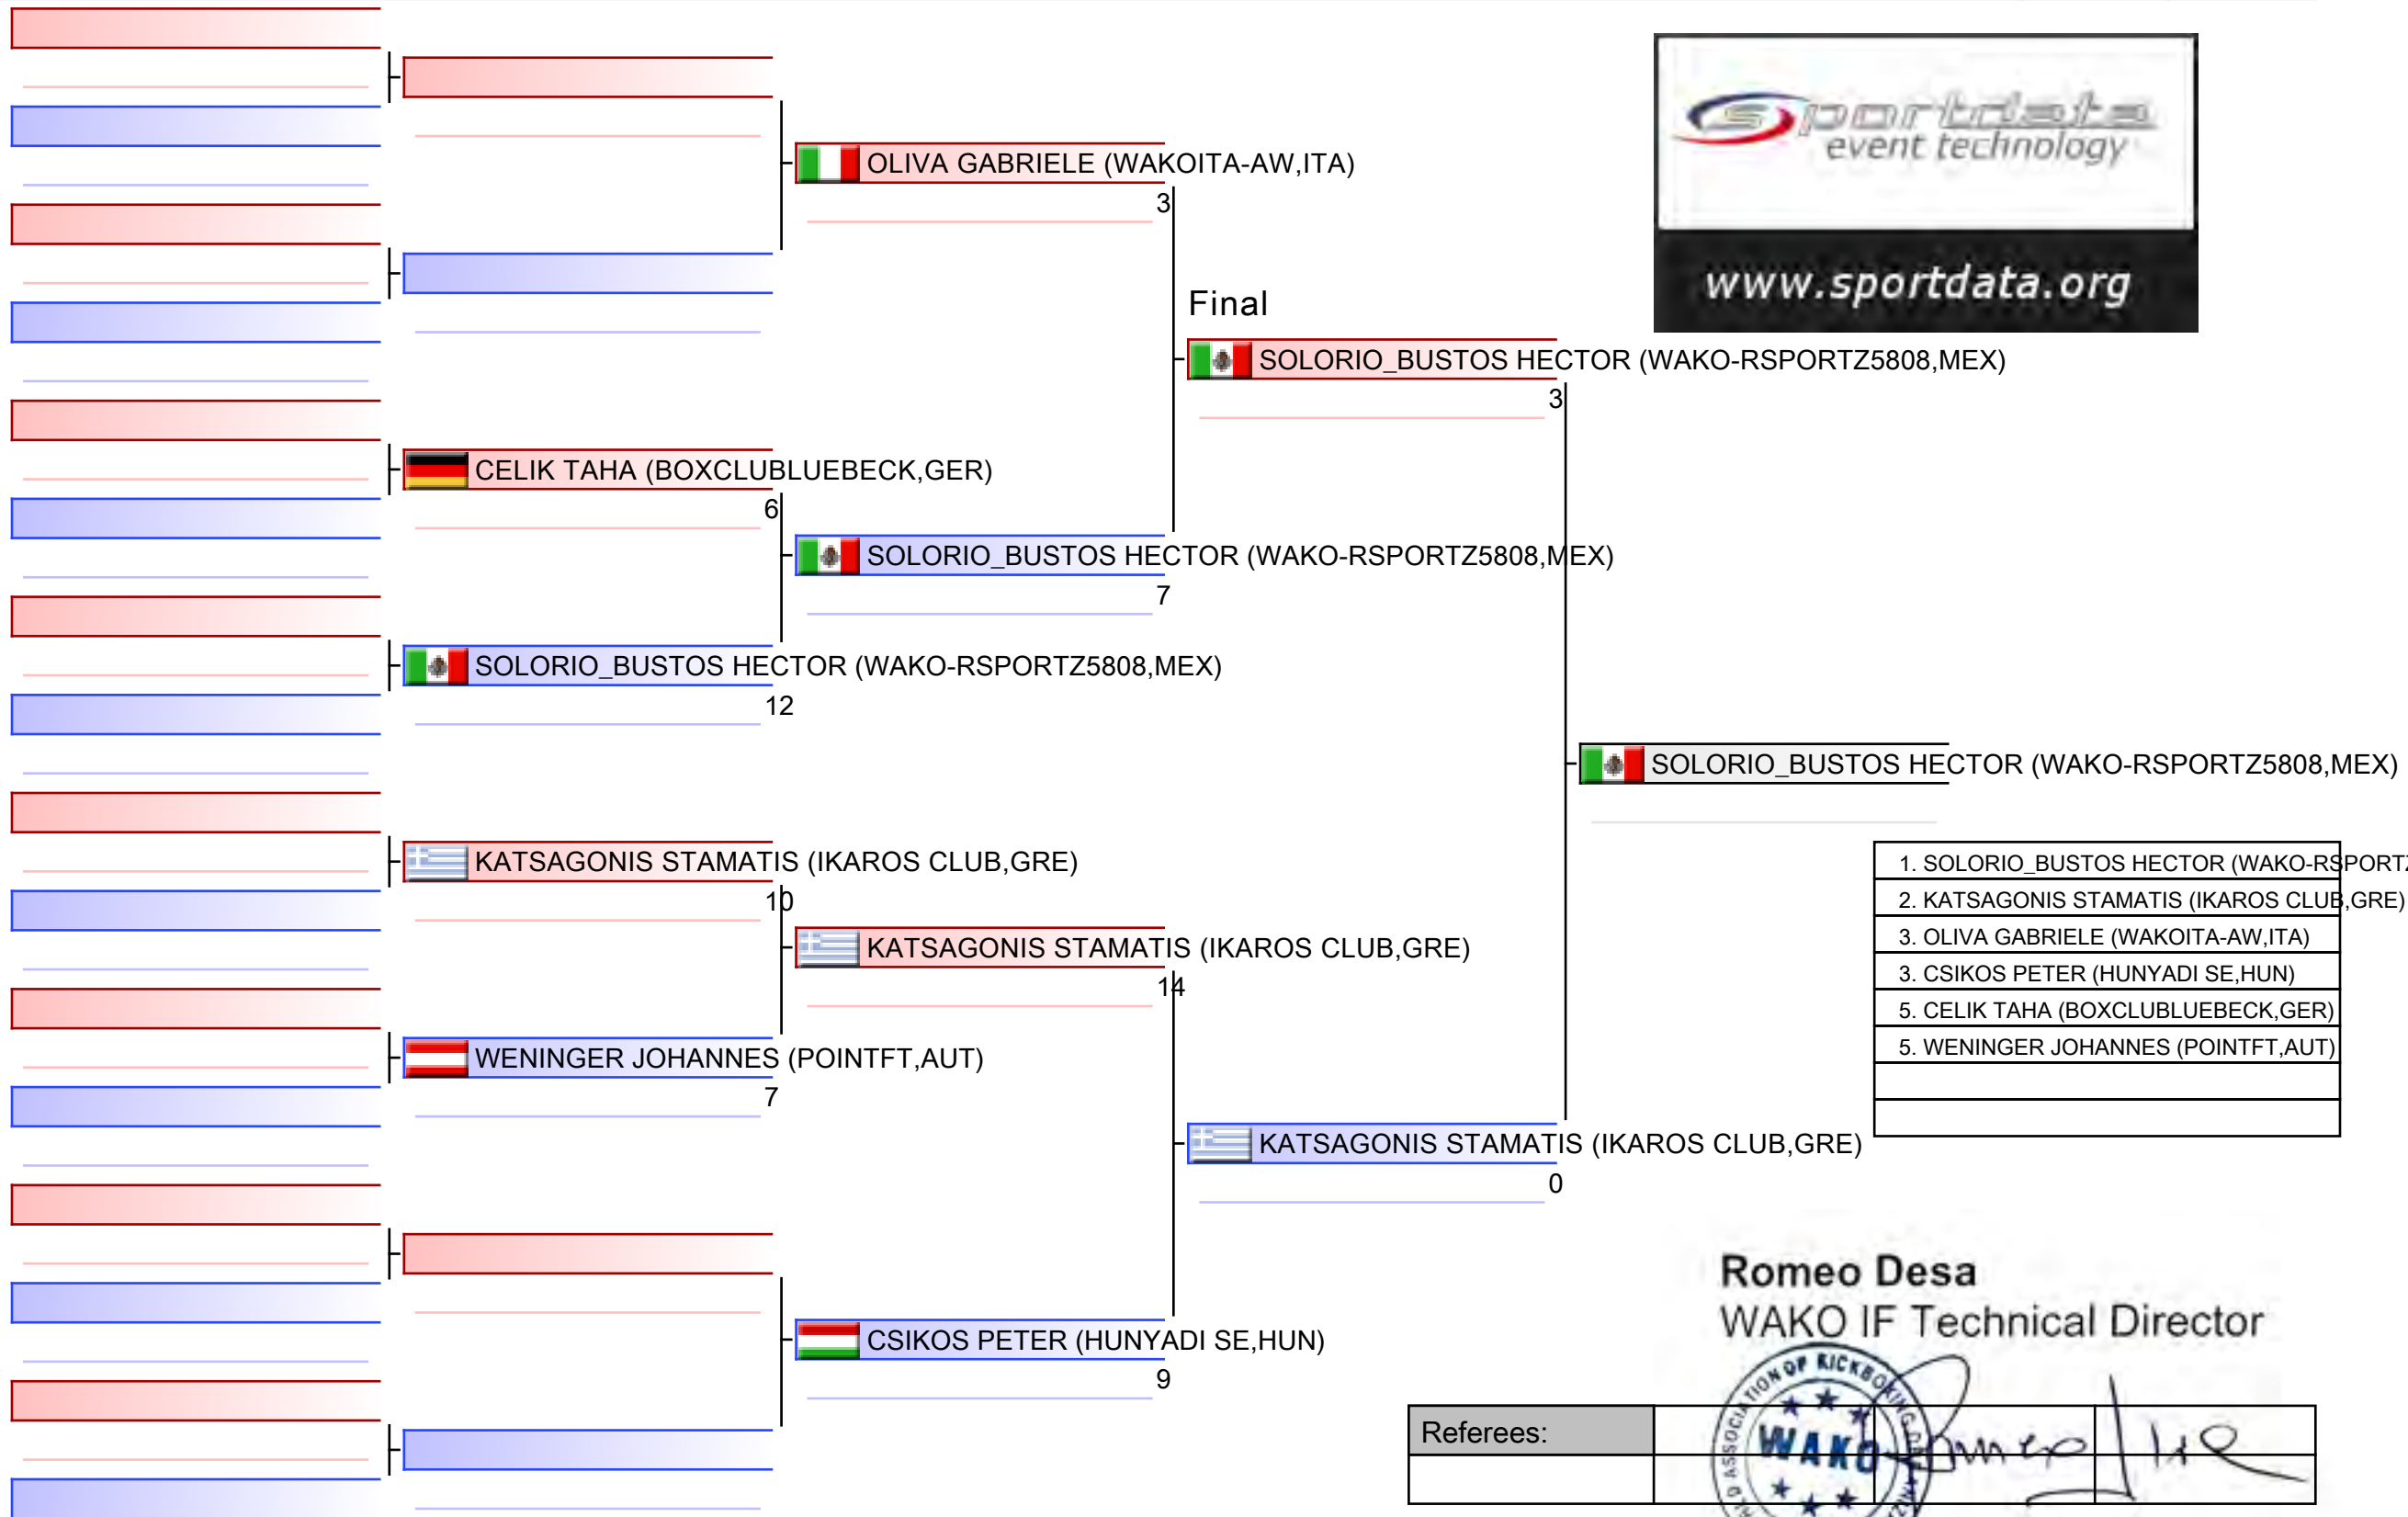 sportdata
event technology
www.sportdata.org
OLIVA GABRIELE (WAKOITA-AW,ITA)
3
Final
SOLORIO_BUSTOS HECTOR (WAKO-RSPORTZ5808,MEX)
3
CELIK TAHA (BOXCLUBLUEBECK,GER)
6
SOLORIO_BUSTOS HECTOR (WAKO-RSPORTZ5808,MEX)
7
SOLORIO_BUSTOS HECTOR (WAKO-RSPORTZ5808,MEX)
12
SOLORIO_BUSTOS HECTOR (WAKO-RSPORTZ5808,MEX)
KATSAGONIS STAMATIS (IKAROS CLUB,GRE)
10
KATSAGONIS STAMATIS (IKAROS CLUB,GRE)
14
WENINGER JOHANNES (POINTFT,AUT)
7
KATSAGONIS STAMATIS (IKAROS CLUB,GRE)
0
CSIKOS PETER (HUNYADI SE,HUN)
9
1. SOLORIO_BUSTOS HECTOR (WAKO-RSPORTZ
2. KATSAGONIS STAMATIS (IKAROS CLUB,GRE)
3. OLIVA GABRIELE (WAKOITA-AW,ITA)
3. CSIKOS PETER (HUNYADI SE,HUN)
5. CELIK TAHA (BOXCLUBLUEBECK,GER)
5. WENINGER JOHANNES (POINTFT,AUT)
Romeo Desa
WAKO IF Technical Director
Referees:
ASSOCIATION OF KICKBOXING
WAKO